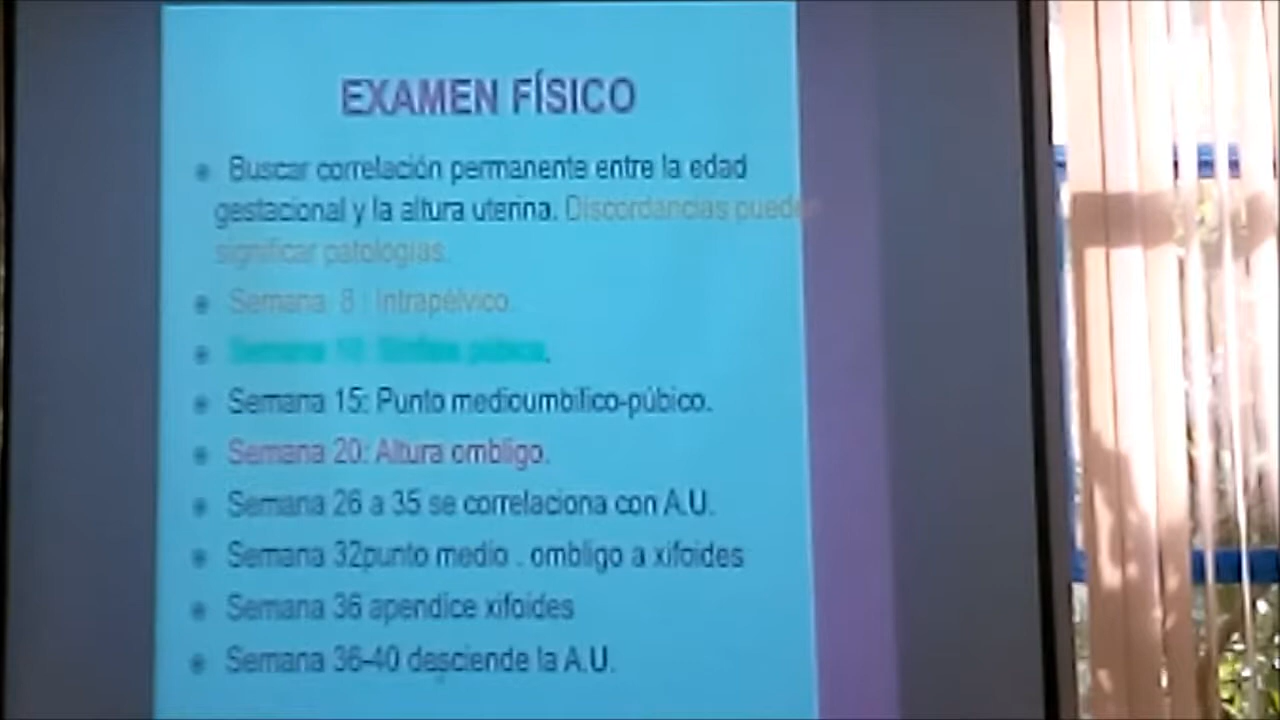 EXAMEN FÍSICO
Buscar correlación permanente entre la edad
gestacional y la altura uterina. Discordancias pueden
significar patologías.
Semana 8 : Intrapélvico.
Semana
Semana 15: Punto medioumbilico-púbico.
Semana 20: Altura ombligo.
Semana 26 a 35 se correlaciona con A.U.
Semana 32punto medio . ombligo a xifoides
Semana 36 apendice xifoides
Semana 36-40 desciende la A.U.